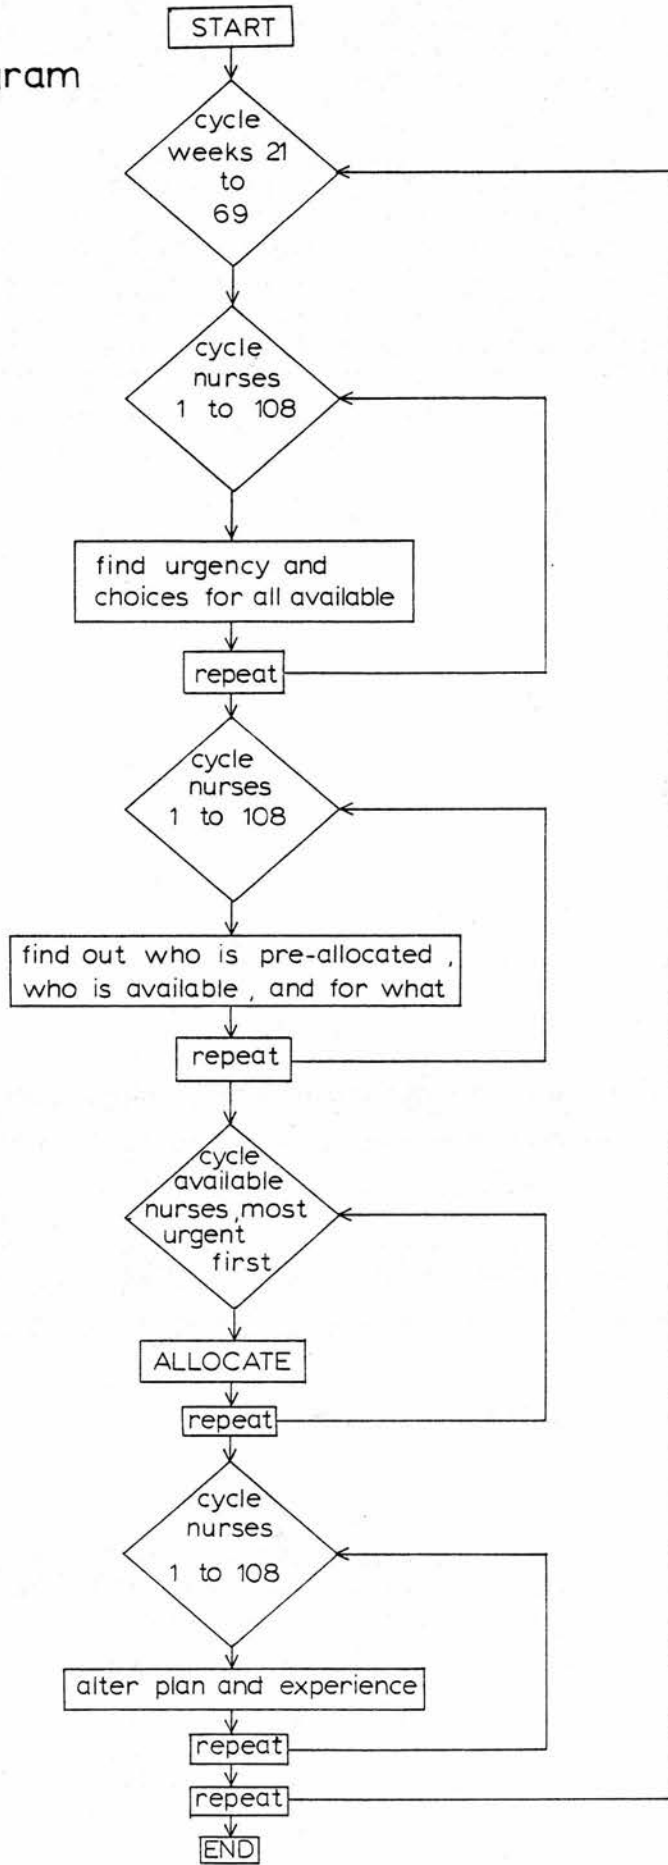 START
gram
cycle
weeks 21
to
69
cycle
nurses
1 to 108
find urgency and
choices for all available
repeat
cycle
nurses
1 to 108
find out who is pre-allocated,
who is available, and for what
repeat
cycle
available
nurses, most
urgent
first
ALLOCATE
repeat
cycle
nurses
1 to 108
alter plan and experience
repeat
repeat
END